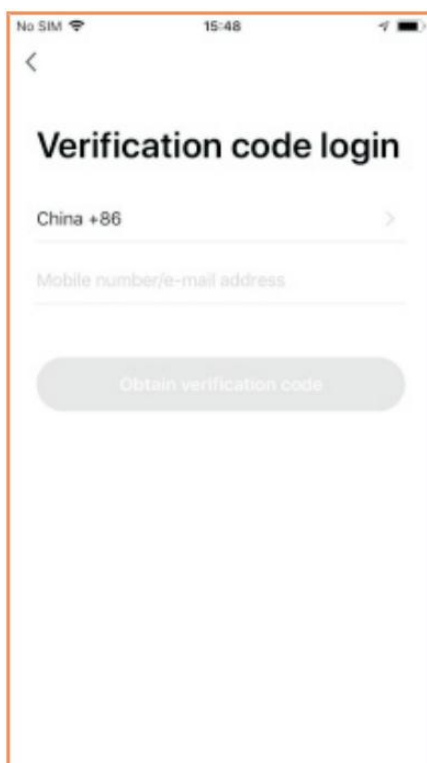 No SIM 15:48
Verification code login
China +86
Mobile number/e-mail address
Obtain verification code